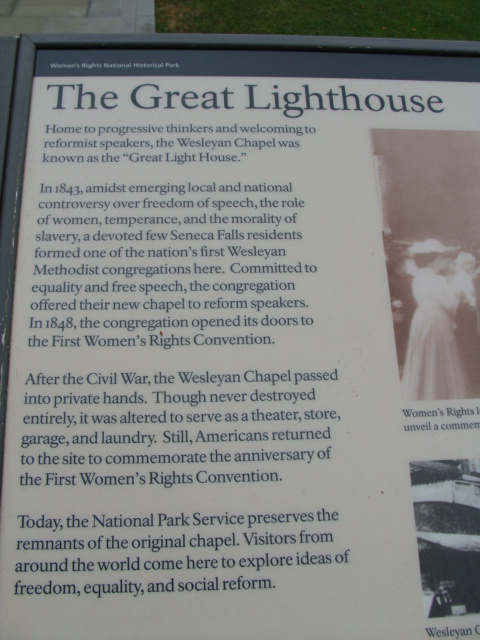 Women's Rights National Historical Park
The Great Lighthouse
Home to progressive thinkers and welcoming to
reformist speakers, the Wesleyan Chapel was
known as the “Great Light House.”
In 1843, amidst emerging local and national
controversy over freedom of speech, the role
of women, temperance, and the morality of
slavery, a devoted few Seneca Falls residents
formed one of the nation’s first Wesleyan
Methodist congregations here. Committed to
equality and free speech, the congregation
offered their new chapel to reform speakers.
In 1848, the congregation opened its doors to
the First Women’s Rights Convention.
After the Civil War, the Wesleyan Chapel passed
into private hands. Though never destroyed
entirely, it was altered to serve as a theater, store,
garage, and laundry. Still, Americans returned
to the site to commemorate the anniversary of
the First Women’s Rights Convention.
Today, the National Park Service preserves the
remnants of the original chapel. Visitors from
around the world come here to explore ideas of
freedom, equality, and social reform.
Women's Rights
unveil a commem
Wesleyan C